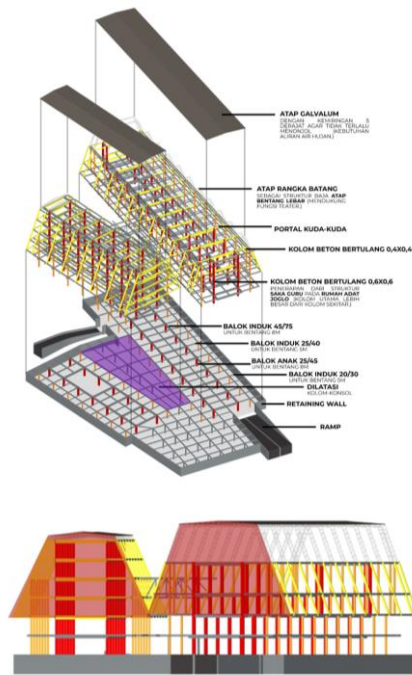 ATAP GALVALUM
DENGAN KEMIRINGAN 5
DERAJAT AGAR TIDAK TERLALU
MENONJOL (KEBUTUHAN
ALIRAN AIR HUJAN)
ATAP RANGKA BATANG
SEBAGAI STRUKTUR BAJA ATAP
BENTANG LEBAR (MENDUKUNG
FUNGSI TEATER)
PORTAL KUDA-KUDA
KOLOM BETON BERTULANG 0,4X0,4
KOLOM BETON BERTULANG 0,6X0,6
PENERAPAN DARI STRUKTUR
SAKA GURU PADA RUMAH ADAT
JOGLO (KOLOM UTAMA LEBIH
BESAR DARI KOLOM SEKITAR)
BALOK INDUK 45/75
UNTUK BENTANG 8M
BALOK INDUK 25/40
UNTUK BENTANG 5M
BALOK ANAK 25/45
UNTUK BENTANG 8M
BALOK INDUK 20/30
UNTUK BENTANG 5M
DILATASI
KOLOM-KONSOL
RETAINING WALL
RAMP